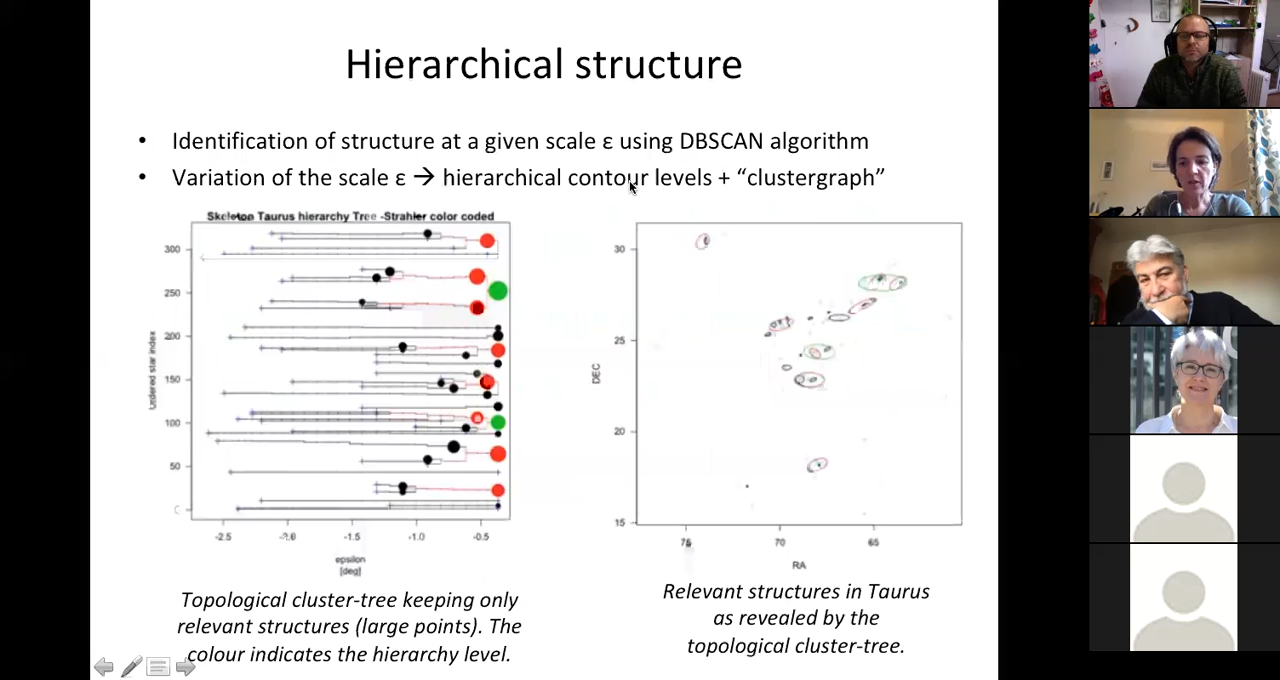 Hierarchical structure
• Identification of structure at a given scale ε using DBSCAN algorithm
• Variation of the scale ε → hierarchical contour levels + “clustergraph”
Skeleton Taurus hierarchy Tree -Strahler color coded
300
250
200
150
100
50
Ordered star index
-2.5
-2.0
-1.5
-1.0
-0.5
epsilon
[deg]
30
25
20
15
DEC
75
70
65
RA
Topological cluster-tree keeping only
relevant structures (large points). The
colour indicates the hierarchy level.
Relevant structures in Taurus
as revealed by the
topological cluster-tree.